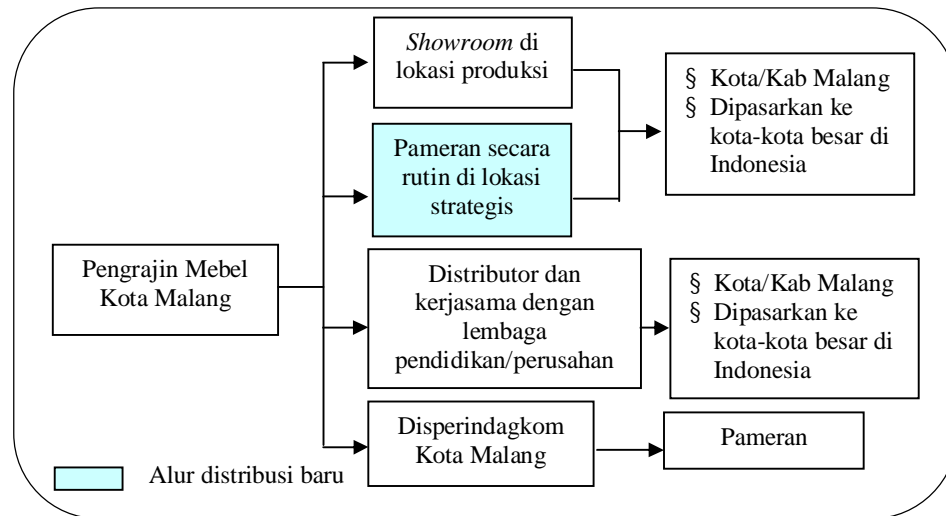 Showroom di
lokasi produksi
§ Kota/Kab Malang
§ Dipasarkan ke
kota-kota besar di
Indonesia
Pameran secara
rutin di lokasi
strategis
Pengrajin Mebel
Kota Malang
Distributor dan
kerjasama dengan
lembaga
pendidikan/perusahan
§ Kota/Kab Malang
§ Dipasarkan ke
kota-kota besar di
Indonesia
Disperindagkom
Kota Malang
Pameran
Alur distribusi baru